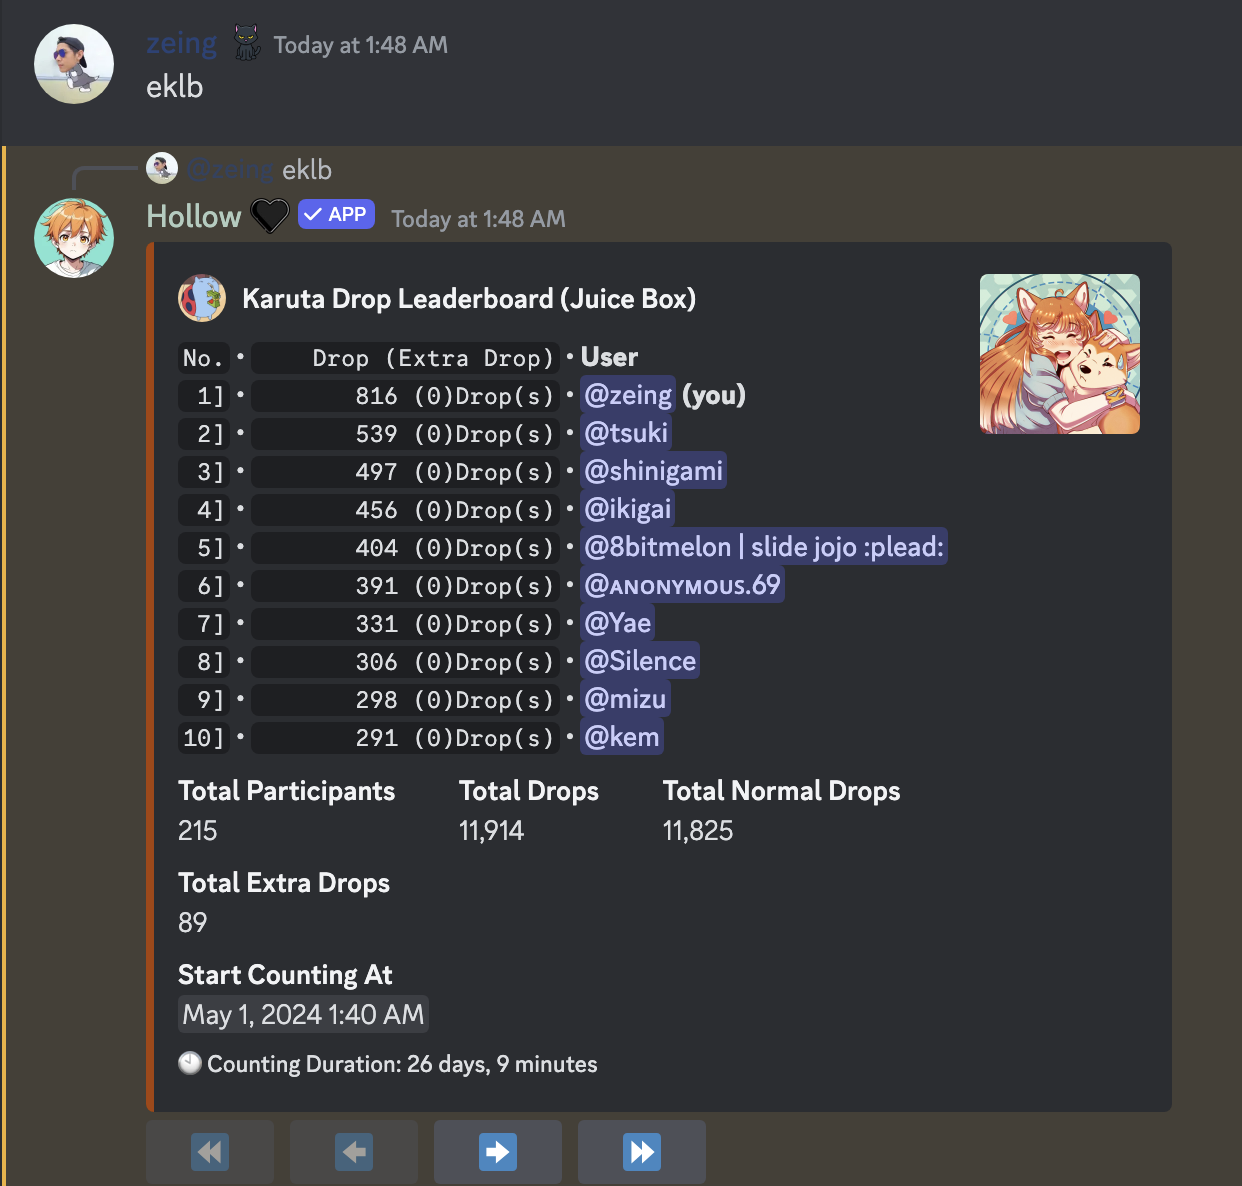 zeing Today at 1:48 AM
eklb
@zeing eklb
Hollow APP Today at 1:48 AM
Karuta Drop Leaderboard (Juice Box)
No. • Drop (Extra Drop) • User
1] • 816 (0)Drop(s) • @zeing (you)
2] • 539 (0)Drop(s) • @tsuki
3] • 497 (0)Drop(s) • @shinigami
4] • 456 (0)Drop(s) • @ikigai
5] • 404 (0)Drop(s) • @8bitmelon | slide jojo :plead:
6] • 391 (0)Drop(s) • @ᴀɴᴏɴʏᴍᴏᴜs.69
7] • 331 (0)Drop(s) • @Yae
8] • 306 (0)Drop(s) • @Silence
9] • 298 (0)Drop(s) • @mizu
10] • 291 (0)Drop(s) • @kem
Total Participants Total Drops Total Normal Drops
215 11,914 11,825
Total Extra Drops
89
Start Counting At
May 1, 2024 1:40 AM
Counting Duration: 26 days, 9 minutes